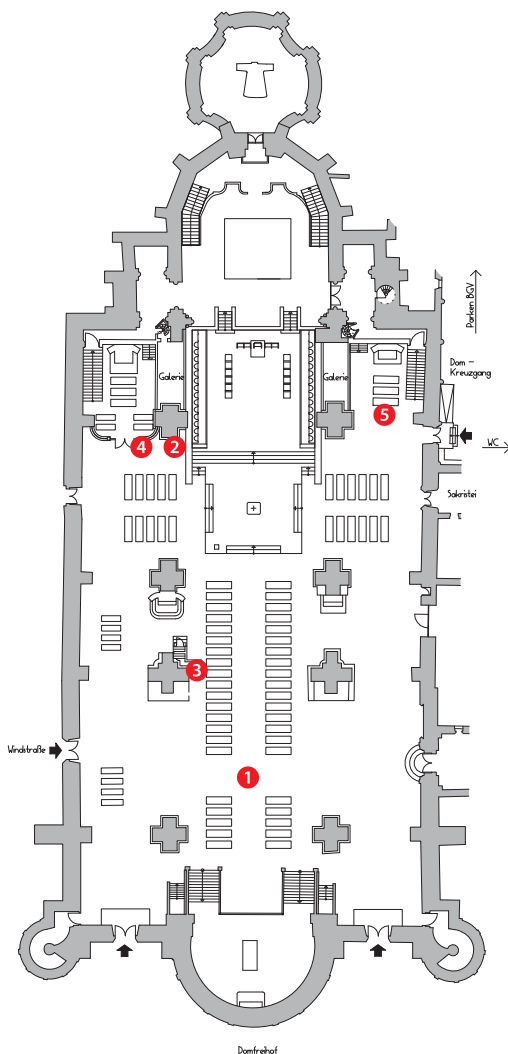 Parken BGV
Dom –
Kreuzgang
Galerie
Galerie
5
4
2
WC
Sakristei
E
3
Windstraße
1
Domfreihof